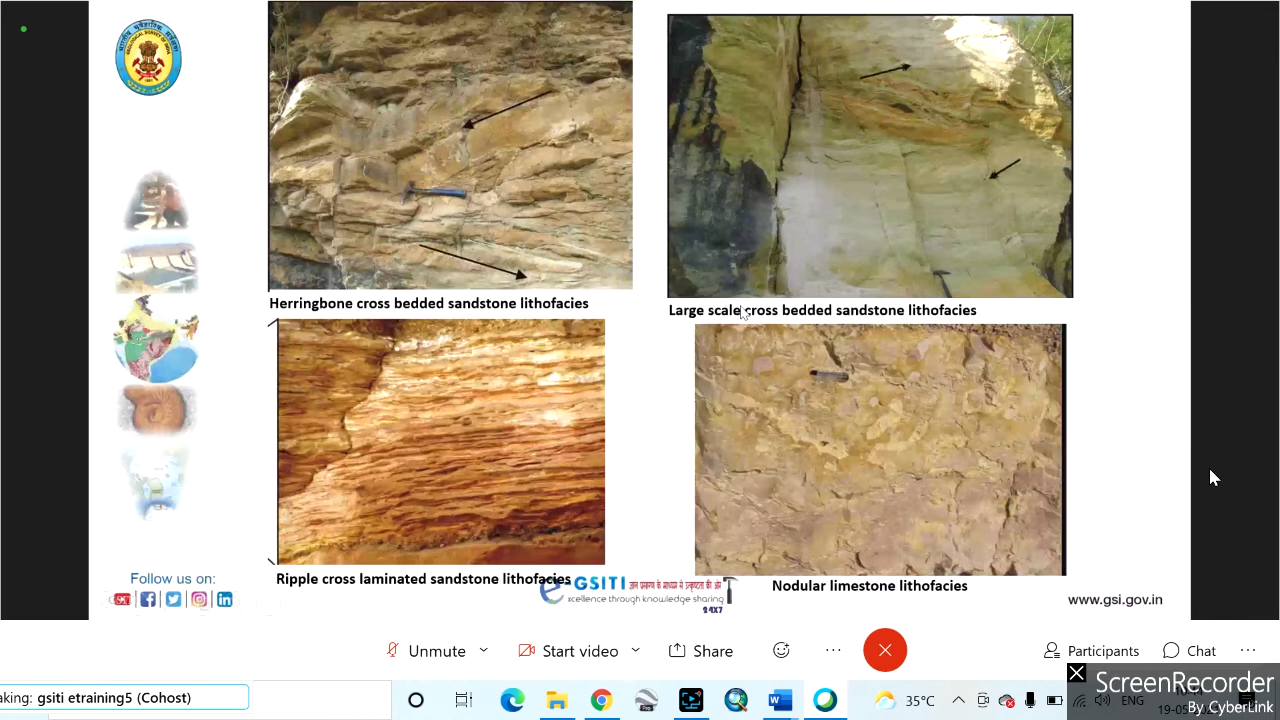 Herringbone cross bedded sandstone lithofacies
Large scale cross bedded sandstone lithofacies
Ripple cross laminated sandstone lithofacies
Nodular limestone lithofacies
Follow us on:
e-GSITI
xcellence through knowledge sharing
24X7
www.gsi.gov.in
Unmute
Start video
Share
Participants
Chat
aking: gsiti etraining5 (Cohost)
35°C
ENG
ScreenRecorder
By CyberLink